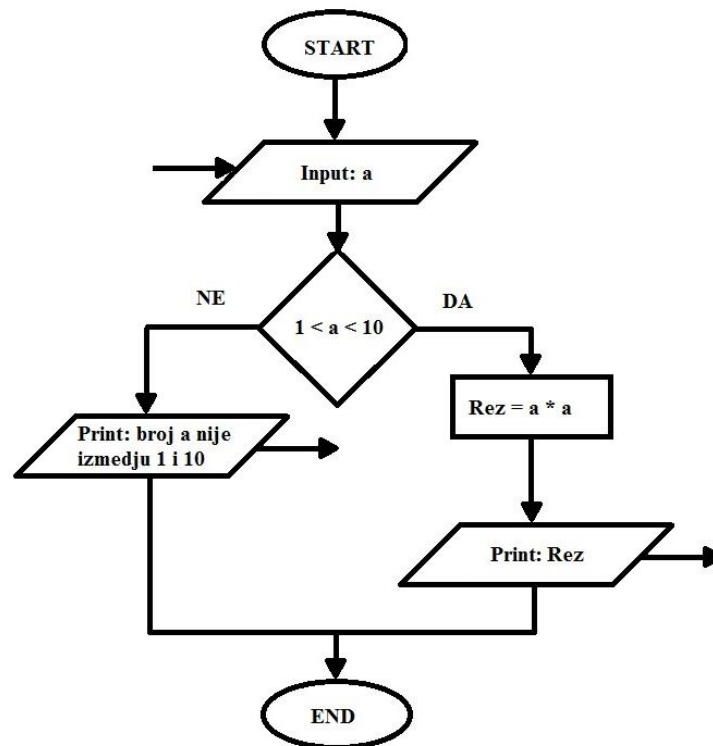 START
Input: a
NE
DA
1 < a < 10
Rez = a * a
Print: broj a nije
izmedju 1 i 10
Print: Rez
END